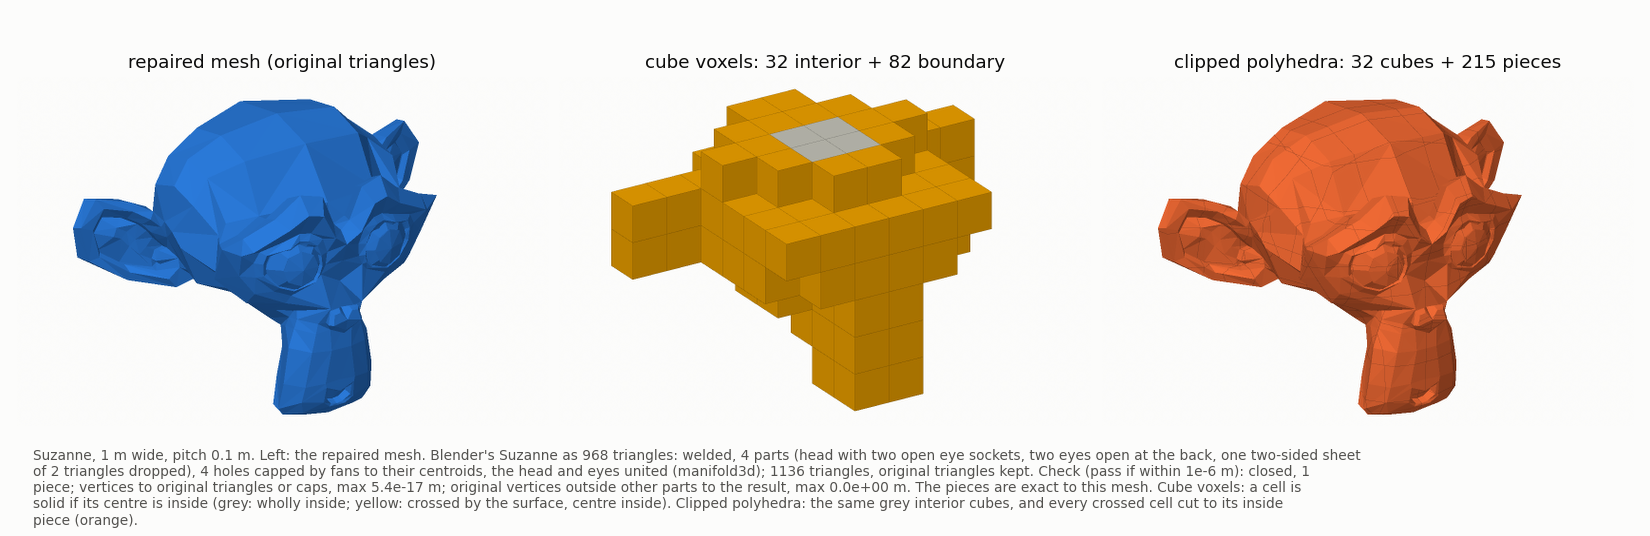 repaired mesh (original triangles)
cube voxels: 32 interior + 82 boundary
clipped polyhedra: 32 cubes + 215 pieces
Suzanne, 1 m wide, pitch 0.1 m. Left: the repaired mesh. Blender's Suzanne as 968 triangles: welded, 4 parts (head with two open eye sockets, two eyes open at the back, one two-sided sheet
of 2 triangles dropped), 4 holes capped by fans to their centroids, the head and eyes united (manifold3d); 1136 triangles, original triangles kept. Check (pass if within 1e-6 m): closed, 1
piece; vertices to original triangles or caps, max 5.4e-17 m; original vertices outside other parts to the result, max 0.0e+00 m. The pieces are exact to this mesh. Cube voxels: a cell is
solid if its centre is inside (grey: wholly inside; yellow: crossed by the surface, centre inside). Clipped polyhedra: the same grey interior cubes, and every crossed cell cut to its inside
piece (orange).